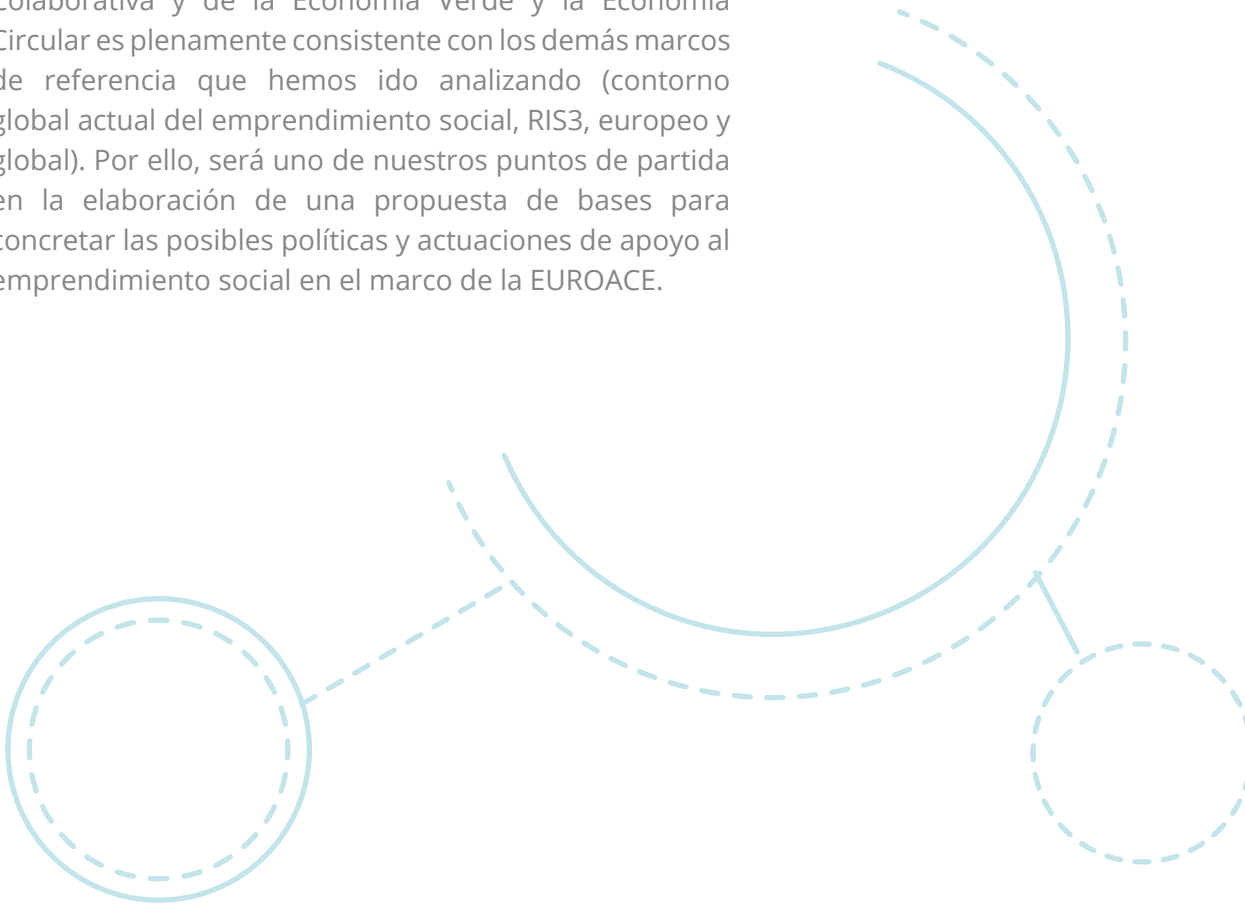 Colaborativa y de la Economía Verde y la Economía
Circular es plenamente consistente con los demás marcos
de referencia que hemos ido analizando (contorno
global actual del emprendimiento social, RIS3, europeo y
global). Por ello, será uno de nuestros puntos de partida
en la elaboración de una propuesta de bases para
concretar las posibles políticas y actuaciones de apoyo al
emprendimiento social en el marco de la EUROACE.